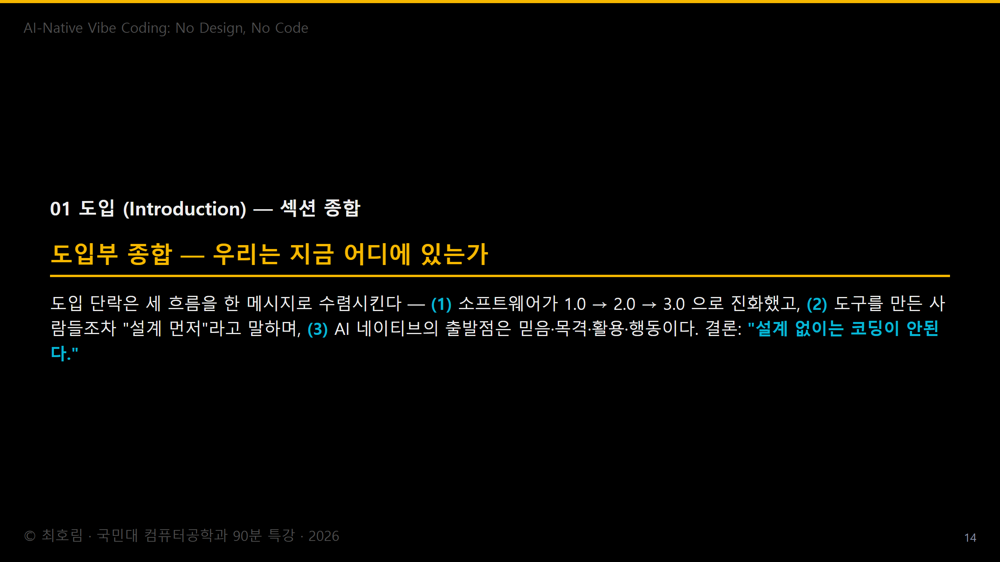 AI-Native Vibe Coding: No Design, No Code
01 도입 (Introduction) — 섹션 종합
도입부 종합 — 우리는 지금 어디에 있는가
도입 단락은 세 흐름을 한 메시지로 수렴시킨다 — (1) 소프트웨어가 1.0 → 2.0 → 3.0 으로 진화했고, (2) 도구를 만든 사
람들조차 "설계 먼저"라고 말하며, (3) AI 네이티브의 출발점은 믿음·목격·활용·행동이다. 결론: "설계 없이는 코딩이 안된
다."
© 최호림 · 국민대 컴퓨터공학과 90분 특강 · 2026
14